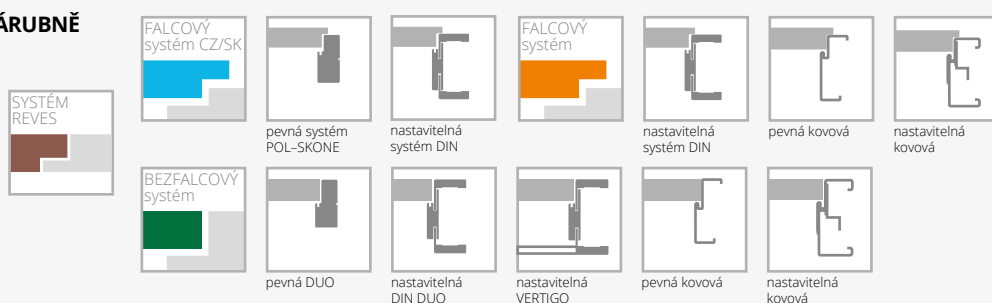 ÁRUBNĚ
SYSTÉM
REVES
FALCOVÝ
systém CZ/SK
pevná systém
POL–SKONE
nastavitelná
systém DIN
FALCOVÝ
systém
nastavitelná
systém DIN
pevná kovová
nastavitelná
kovová
BEZFALCOVÝ
systém
pevná DUO
nastavitelná
DIN DUO
nastavitelná
VERTIGO
pevná kovová
nastavitelná
kovová